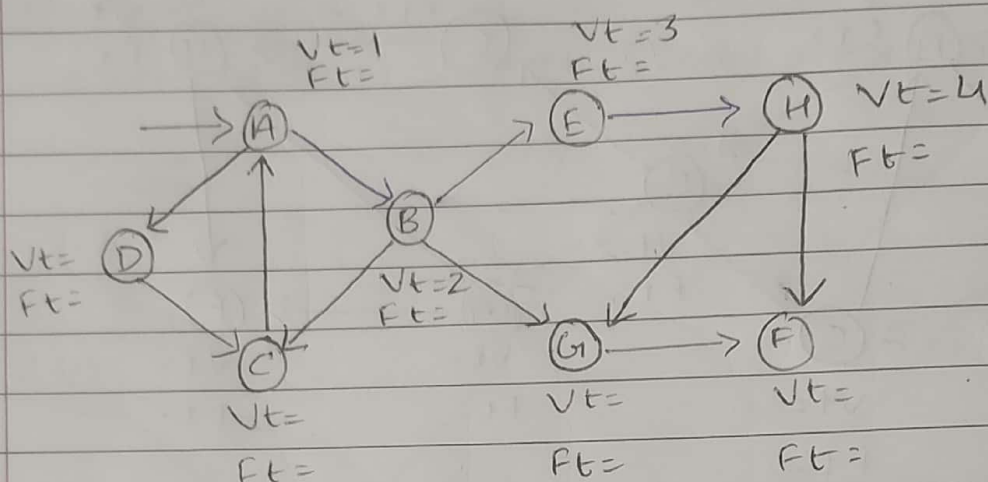 Vt=1
Ft=
Vt=3
Ft=
A
E
H
Vt=4
Ft=
B
Vt=2
Ft=
D
Vt=
Ft=
C
Vt=
Ft=
G
Vt=
Ft=
F
Vt=
Ft=